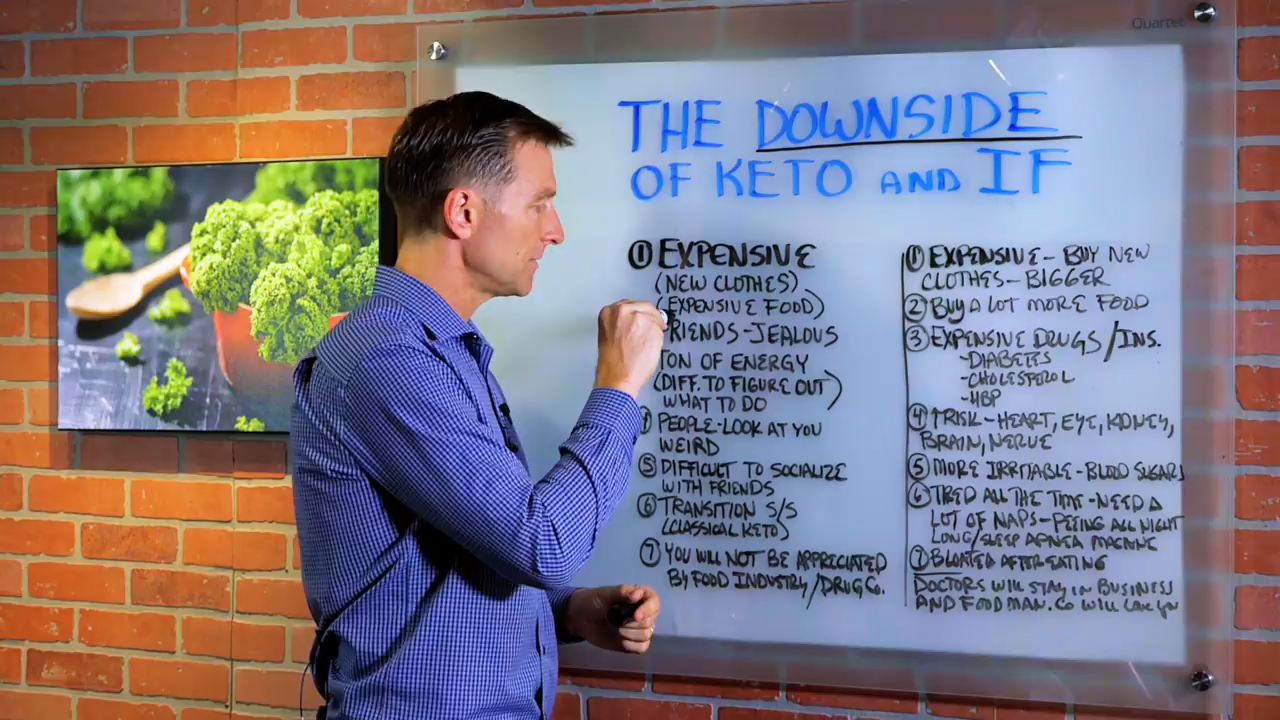 Quartet
THE DOWNSIDE
OF KETO AND IF
① EXPENSIVE
(NEW CLOTHES)
(EXPENSIVE FOOD)
RIENDS-JEALOUS
TON OF ENERGY
(DIFF. TO FIGURE OUT
WHAT TO DO)
PEOPLE-LOOK AT YOU
WEIRD
⑤ DIFFICULT TO SOCIALIZE
WITH FRIENDS
⑥ TRANSITION S/S
(CLASSICAL KETO)
⑦ YOU WILL NOT BE APPRECIATED
BY FOOD INDUSTRY/DRUG CO.
① EXPENSIVE-BUY NEW
CLOTHES-BIGGER
② BUY A LOT MORE FOOD
③ EXPENSIVE DRUGS/INS.
-DIABETES
-CHOLESTEROL
-HBP
④ ↑RISK-HEART, EYE, KIDNEY,
BRAIN, NERVE
⑤ MORE IRRITABLE-BLOOD SUGARS
⑥ TIRED ALL THE TIME-NEED A
LOT OF NAPS-PEEING ALL NIGHT
LONG/SLEEP APNEA MACHINE
⑦ BLOATED AFTER EATING
DOCTORS WILL STAY IN BUSINESS
AND FOOD MAN. CO WILL LOVE YOU